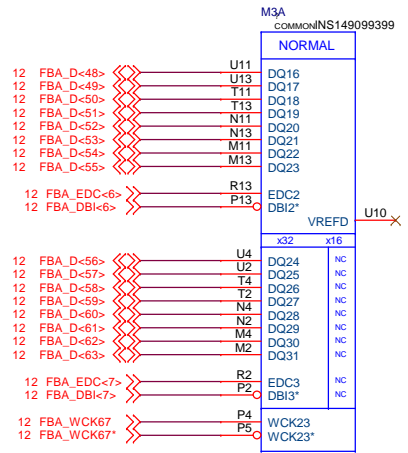 M3A
COMMON INS149099399
NORMAL
12 FBA_D<48> U11 DQ16
12 FBA_D<49> U13 DQ17
12 FBA_D<50> T11 DQ18
12 FBA_D<51> T13 DQ19
12 FBA_D<52> N11 DQ20
12 FBA_D<53> N13 DQ21
12 FBA_D<54> M11 DQ22
12 FBA_D<55> M13 DQ23
12 FBA_EDC<6> R13 EDC2
12 FBA_DBI<6> P13 DBI2*
VREFD U10
x32 x16
12 FBA_D<56> U4 DQ24 NC
12 FBA_D<57> U2 DQ25 NC
12 FBA_D<58> T4 DQ26 NC
12 FBA_D<59> T2 DQ27 NC
12 FBA_D<60> N4 DQ28 NC
12 FBA_D<61> N2 DQ29 NC
12 FBA_D<62> M4 DQ30 NC
12 FBA_D<63> M2 DQ31 NC
12 FBA_EDC<7> R2 EDC3 NC
12 FBA_DBI<7> P2 DBI3* NC
12 FBA_WCK67 P4 WCK23
12 FBA_WCK67* P5 WCK23*